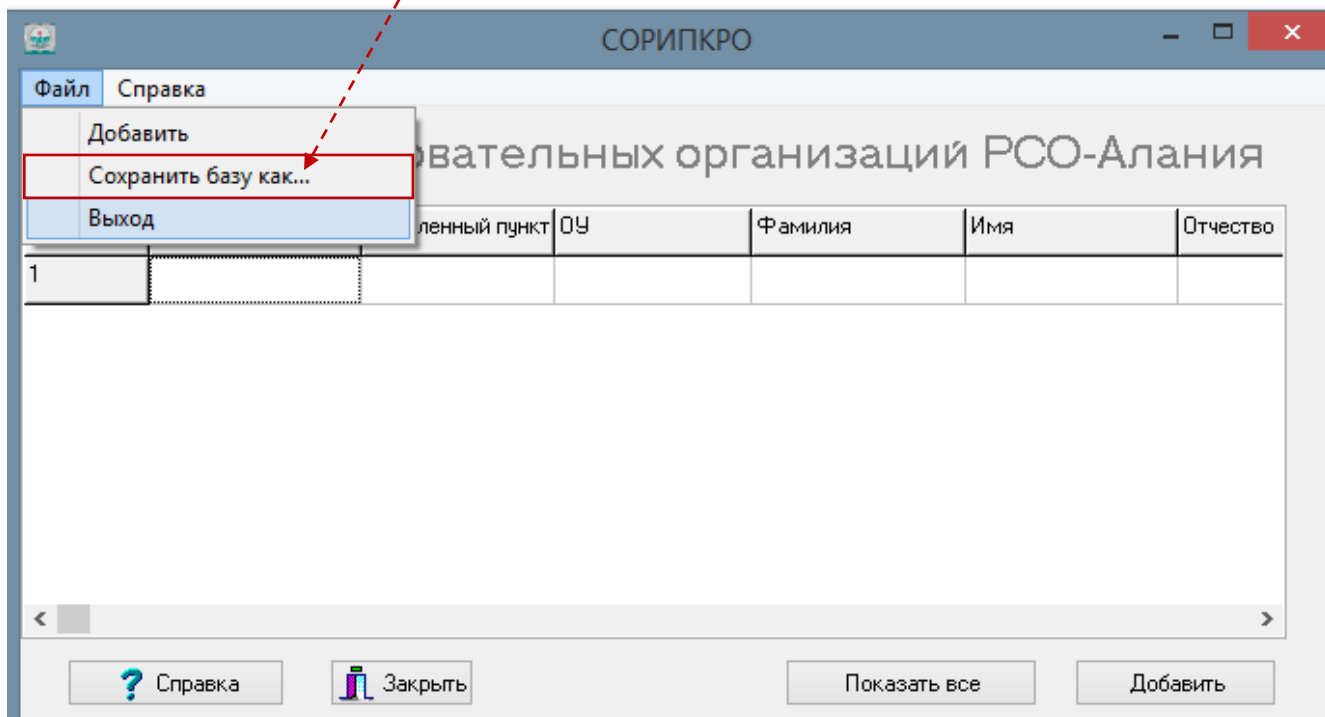 СОРИПКРО
Файл Справка
Добавить
Сохранить базу как...
Выход
овательных организаций РСО-Алания
ленный пункт ОУ Фамилия Имя Отчество
1
? Справка Закрыть Показать все Добавить